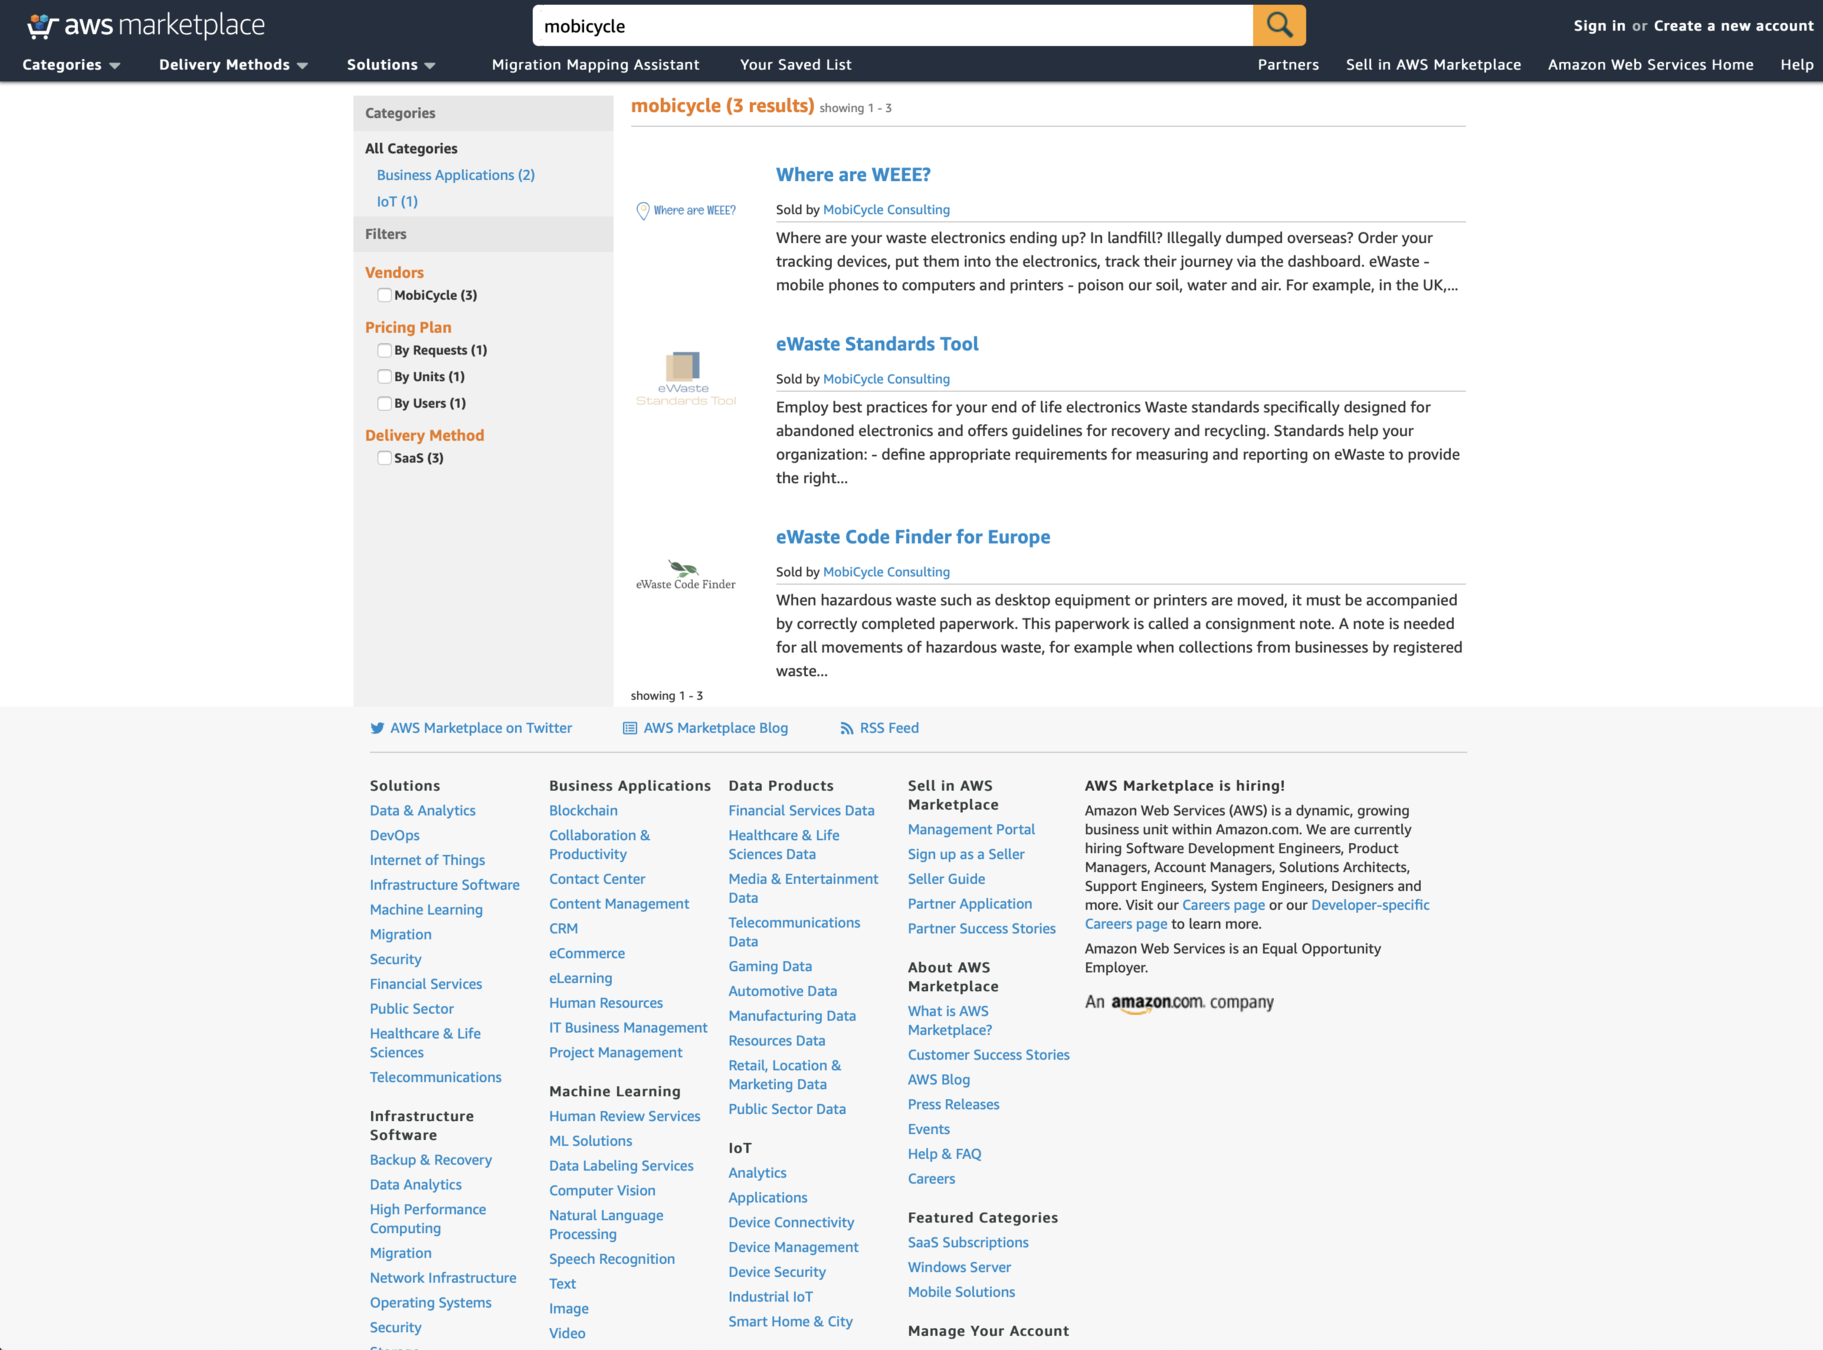 aws marketplace
mobicycle
Sign in or Create a new account
Categories
Delivery Methods
Solutions
Migration Mapping Assistant
Your Saved List
Partners
Sell in AWS Marketplace
Amazon Web Services Home
Help
Categories
All Categories
Business Applications (2)
IoT (1)
Filters
Vendors
MobiCycle (3)
Pricing Plan
By Requests (1)
By Units (1)
By Users (1)
Delivery Method
SaaS (3)
mobicycle (3 results) showing 1 - 3
Where are WEEE?
Where are WEEE?
Sold by MobiCycle Consulting
Where are your waste electronics ending up? In landfill? Illegally dumped overseas? Order your
tracking devices, put them into the electronics, track their journey via the dashboard. eWaste -
mobile phones to computers and printers - poison our soil, water and air. For example, in the UK,...
eWaste
Standards Tool
eWaste Standards Tool
Sold by MobiCycle Consulting
Employ best practices for your end of life electronics Waste standards specifically designed for
abandoned electronics and offers guidelines for recovery and recycling. Standards help your
organization: - define appropriate requirements for measuring and reporting on eWaste to provide
the right...
eWaste Code Finder
eWaste Code Finder for Europe
Sold by MobiCycle Consulting
When hazardous waste such as desktop equipment or printers are moved, it must be accompanied
by correctly completed paperwork. This paperwork is called a consignment note. A note is needed
for all movements of hazardous waste, for example when collections from businesses by registered
waste...
showing 1 - 3
AWS Marketplace on Twitter
AWS Marketplace Blog
RSS Feed
Solutions
Data & Analytics
DevOps
Internet of Things
Infrastructure Software
Machine Learning
Migration
Security
Financial Services
Public Sector
Healthcare & Life
Sciences
Telecommunications
Infrastructure
Software
Backup & Recovery
Data Analytics
High Performance
Computing
Migration
Network Infrastructure
Operating Systems
Security
Business Applications
Blockchain
Collaboration &
Productivity
Contact Center
Content Management
CRM
eCommerce
eLearning
Human Resources
IT Business Management
Project Management
Machine Learning
Human Review Services
ML Solutions
Data Labeling Services
Computer Vision
Natural Language
Processing
Speech Recognition
Text
Image
Video
Data Products
Financial Services Data
Healthcare & Life
Sciences Data
Media & Entertainment
Data
Telecommunications
Data
Gaming Data
Automotive Data
Manufacturing Data
Resources Data
Retail, Location &
Marketing Data
Public Sector Data
IoT
Analytics
Applications
Device Connectivity
Device Management
Device Security
Industrial IoT
Smart Home & City
Sell in AWS
Marketplace
Management Portal
Sign up as a Seller
Seller Guide
Partner Application
Partner Success Stories
About AWS
Marketplace
What is AWS
Marketplace?
Customer Success Stories
AWS Blog
Press Releases
Events
Help & FAQ
Careers
Featured Categories
SaaS Subscriptions
Windows Server
Mobile Solutions
Manage Your Account
AWS Marketplace is hiring!
Amazon Web Services (AWS) is a dynamic, growing
business unit within Amazon.com. We are currently
hiring Software Development Engineers, Product
Managers, Account Managers, Solutions Architects,
Support Engineers, System Engineers, Designers and
more. Visit our Careers page or our Developer-specific
Careers page to learn more.
Amazon Web Services is an Equal Opportunity
Employer.
An amazon.com. company